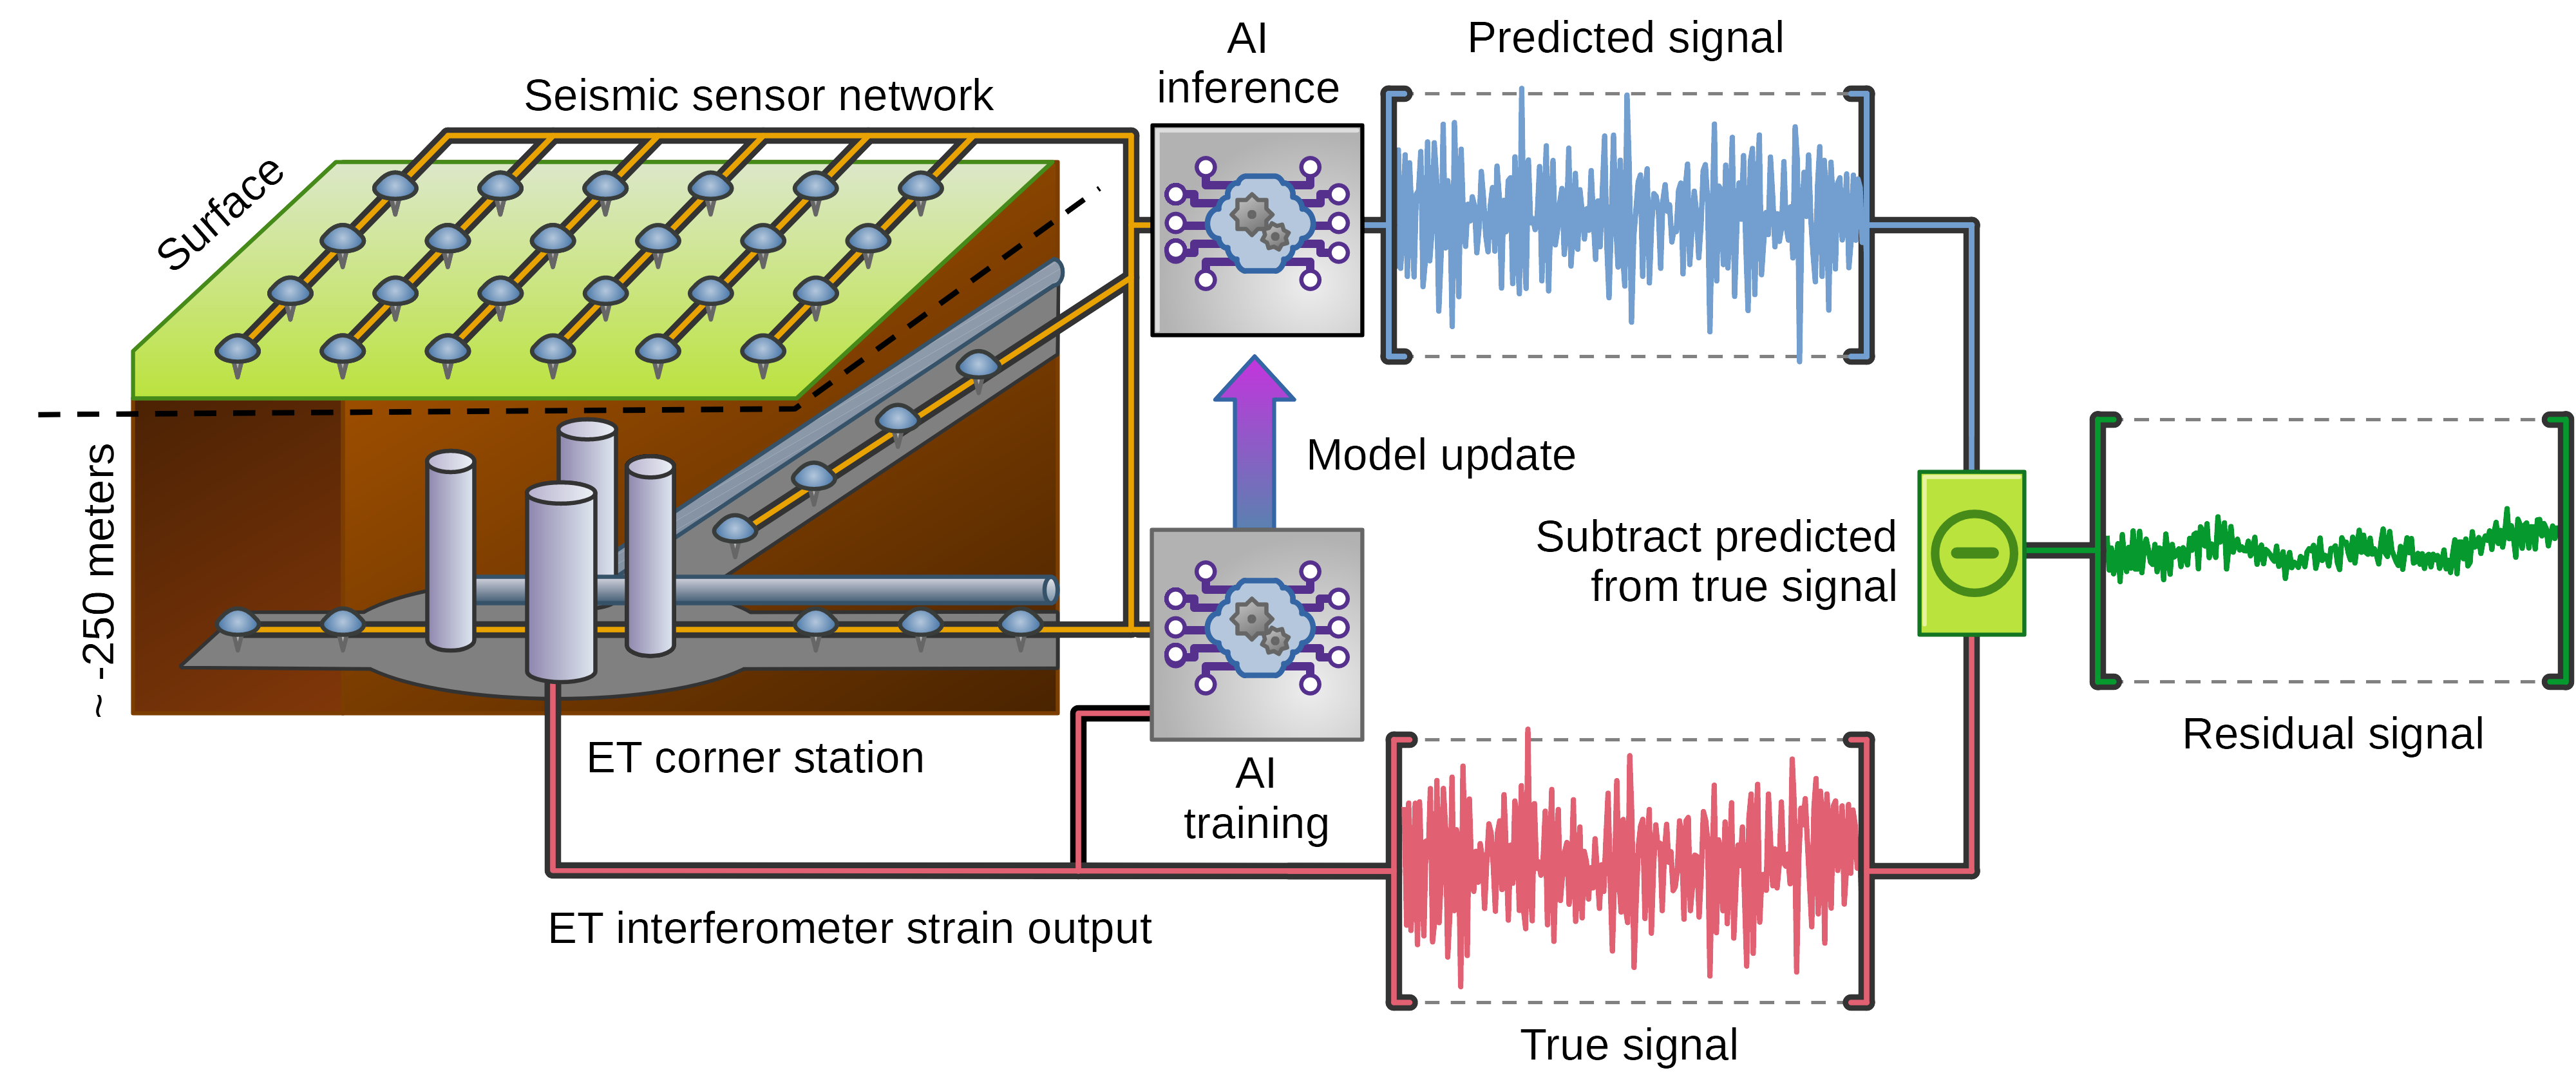 AI
inference
Predicted signal
Seismic sensor network
Surface
~ -250 meters
Model update
Subtract predicted
from true signal
Residual signal
ET corner station
AI
training
ET interferometer strain output
True signal